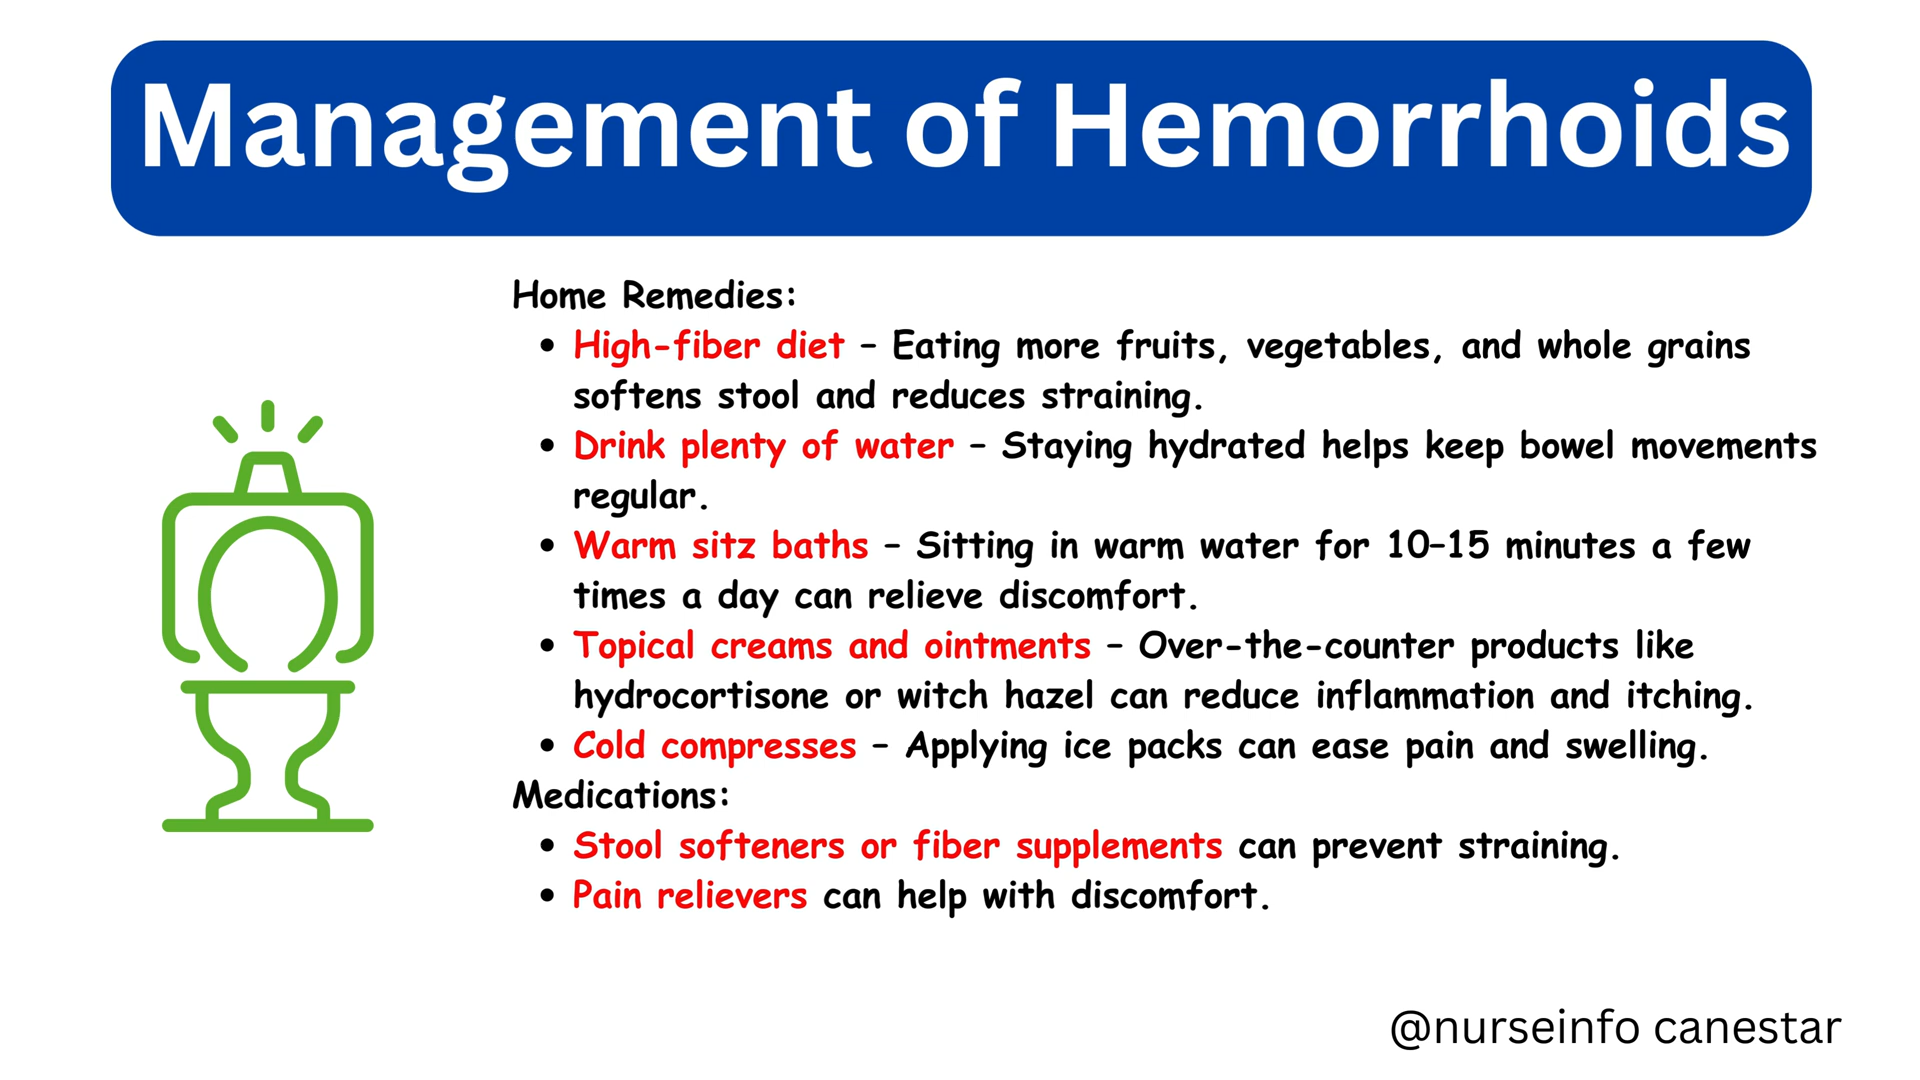 Management of Hemorrhoids
Home Remedies:
• High-fiber diet – Eating more fruits, vegetables, and whole grains
softens stool and reduces straining.
• Drink plenty of water – Staying hydrated helps keep bowel movements
regular.
• Warm sitz baths – Sitting in warm water for 10–15 minutes a few
times a day can relieve discomfort.
• Topical creams and ointments – Over-the-counter products like
hydrocortisone or witch hazel can reduce inflammation and itching.
• Cold compresses – Applying ice packs can ease pain and swelling.
Medications:
• Stool softeners or fiber supplements can prevent straining.
• Pain relievers can help with discomfort.
@nurseinfo canestar